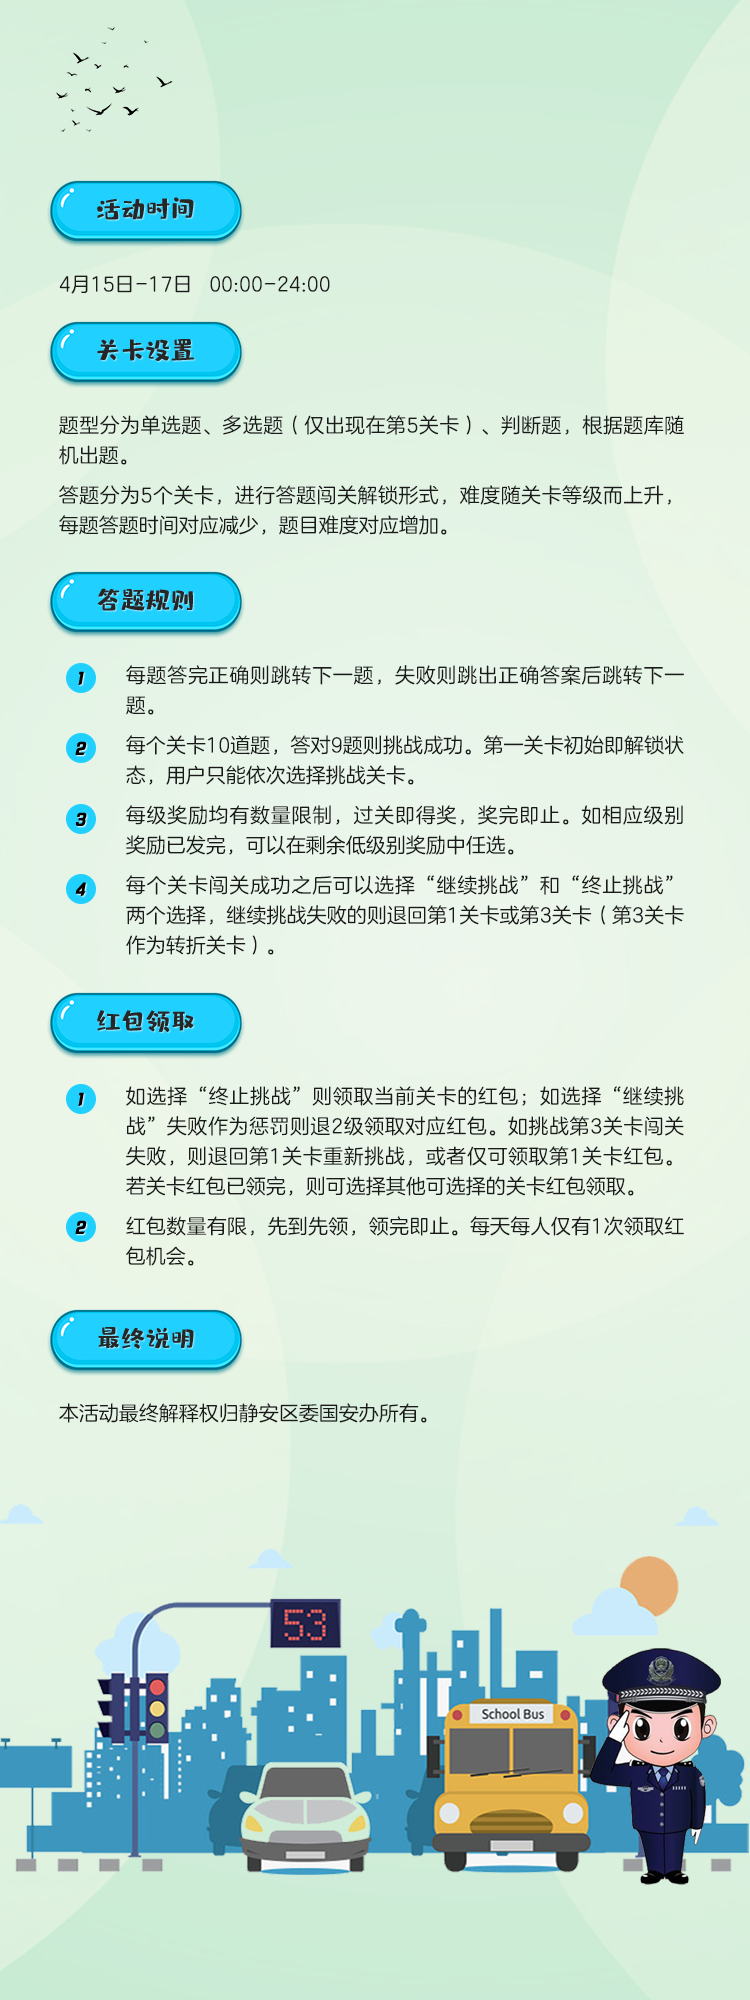 活动时间
4月15日-17日 00:00-24:00
关卡设置
题型分为单选题、多选题（仅出现在第5关卡）、判断题，根据题库随
机出题。
答题分为5个关卡，进行答题闯关解锁形式，难度随关卡等级而上升，
每题答题时间对应减少，题目难度对应增加。
答题规则
1 每题答完正确则跳转下一题，失败则跳出正确答案后跳转下一
题。
2 每个关卡10道题，答对9题则挑战成功。第一关卡初始即解锁状
态，用户只能依次选择挑战关卡。
3 每级奖励均有数量限制，过关即得奖，奖完即止。如相应级别
奖励已发完，可以在剩余低级别奖励中任选。
4 每个关卡闯关成功之后可以选择“继续挑战”和“终止挑战”
两个选择，继续挑战失败的则退回第1关卡或第3关卡（第3关卡
作为转折关卡）。
红包领取
1 如选择“终止挑战”则领取当前关卡的红包；如选择“继续挑
战”失败作为惩罚则退2级领取对应红包。如挑战第3关卡闯关
失败，则退回第1关卡重新挑战，或者仅可领取第1关卡红包。
若关卡红包已领完，则可选择其他可选择的关卡红包领取。
2 红包数量有限，先到先领，领完即止。每天每人仅有1次领取红
包机会。
最终说明
本活动最终解释权归静安区委国安办所有。
53
School Bus